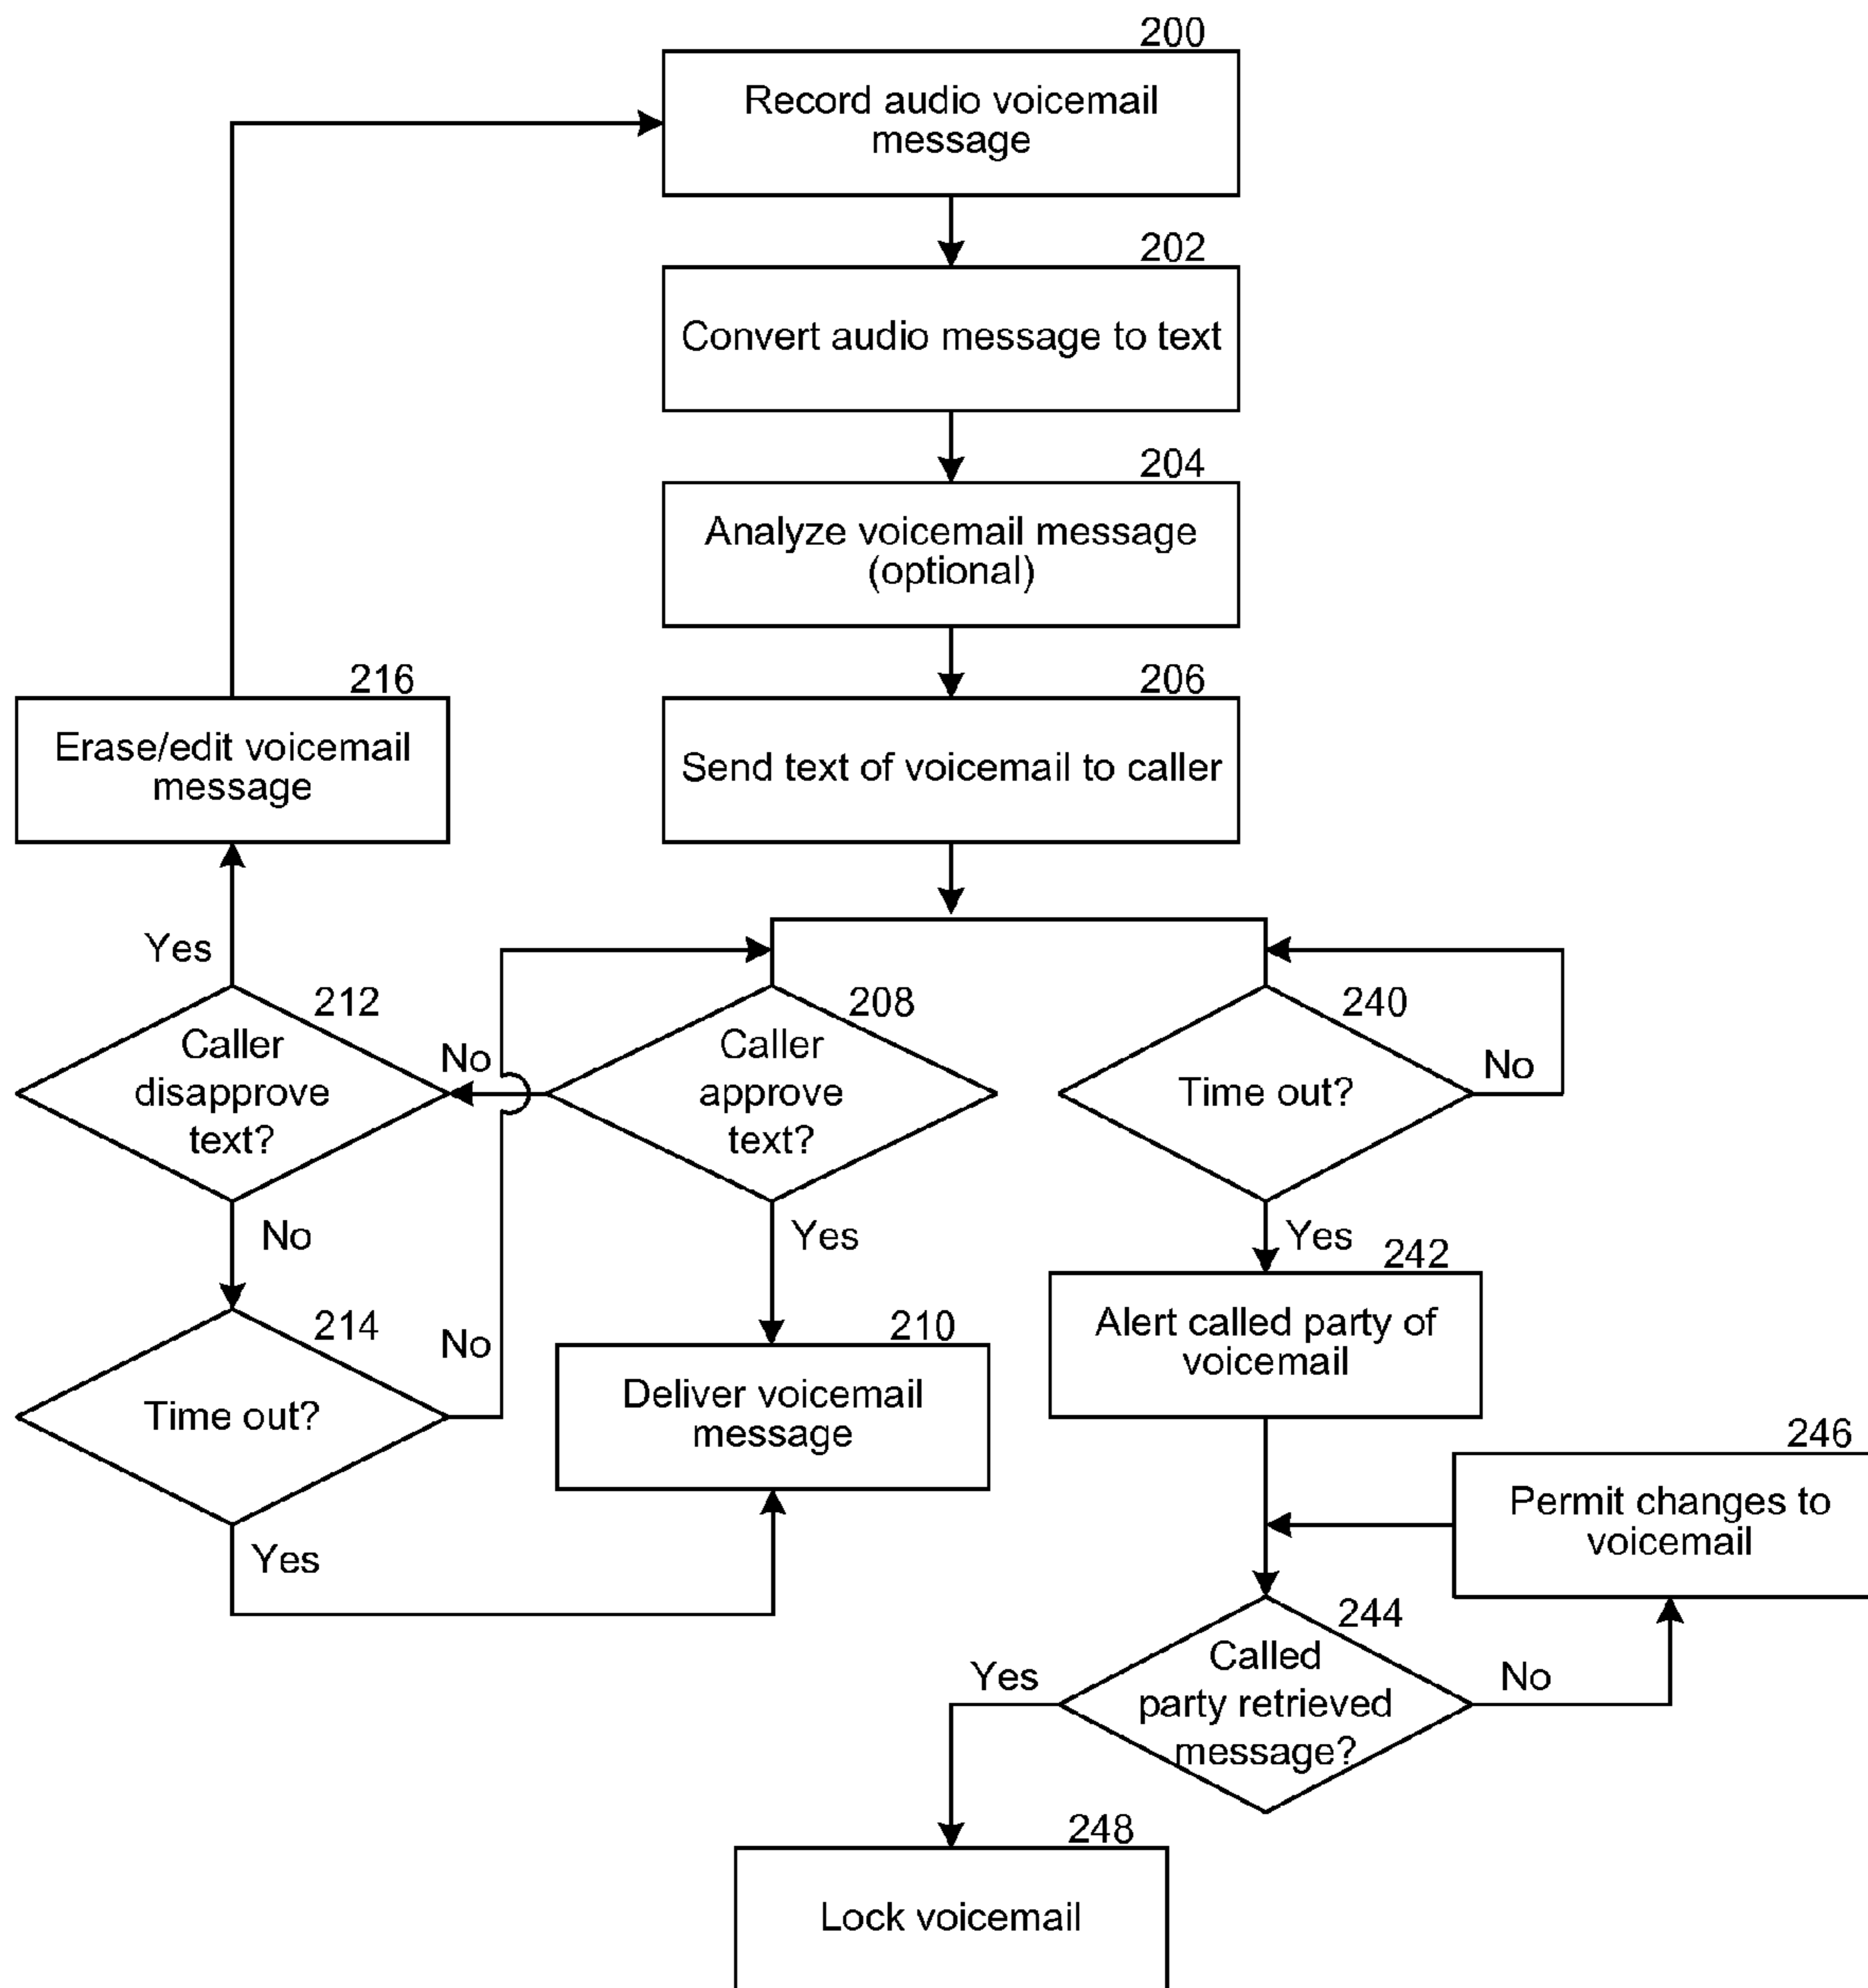 200
Record audio voicemail
message
202
Convert audio message to text
204
Analyze voicemail message
(optional)
206
Send text of voicemail to caller
216
Erase/edit voicemail
message
Yes
212
Caller
disapprove
text?
No
208
Caller
approve
text?
240
Time out?
No
No
Yes
Yes
214
Time out?
No
Yes
210
Deliver voicemail
message
242
Alert called party of
voicemail
246
Permit changes to
voicemail
244
Called
party retrieved
message?
Yes
No
248
Lock voicemail